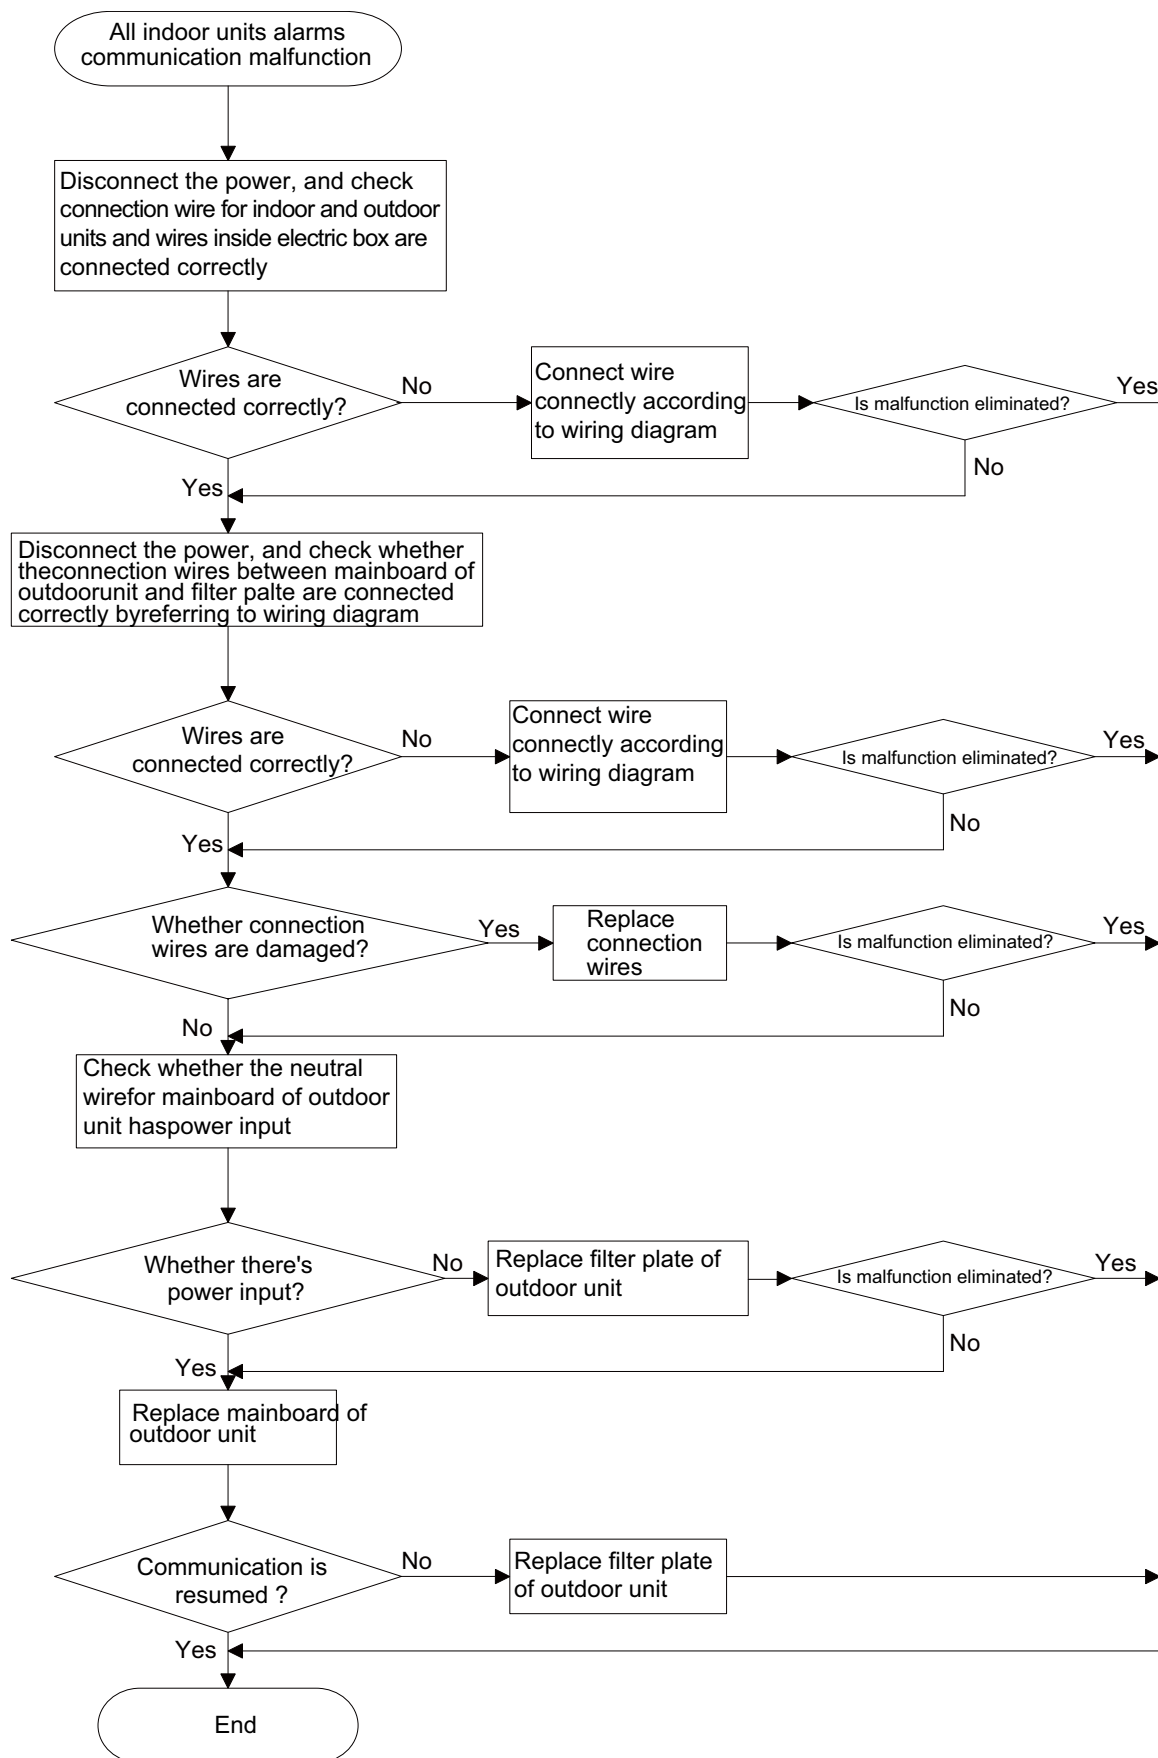 All indoor units alarms
communication malfunction
Disconnect the power, and check
connection wire for indoor and outdoor
units and wires inside electric box are
connected correctly
Wires are
connected correctly?
No
Connect wire
connectly according
to wiring diagram
Is malfunction eliminated?
Yes
No
Yes
Disconnect the power, and check whether
theconnection wires between mainboard of
outdoorunit and filter palte are connected
correctly byreferring to wiring diagram
Wires are
connected correctly?
No
Connect wire
connectly according
to wiring diagram
Is malfunction eliminated?
Yes
No
Yes
Whether connection
wires are damaged?
Yes
Replace
connection
wires
Is malfunction eliminated?
Yes
No
No
Check whether the neutral
wirefor mainboard of outdoor
unit haspower input
Whether there's
power input?
No
Replace filter plate of
outdoor unit
Is malfunction eliminated?
Yes
No
Yes
Replace mainboard of
outdoor unit
Communication is
resumed ?
No
Replace filter plate
of outdoor unit
Yes
End